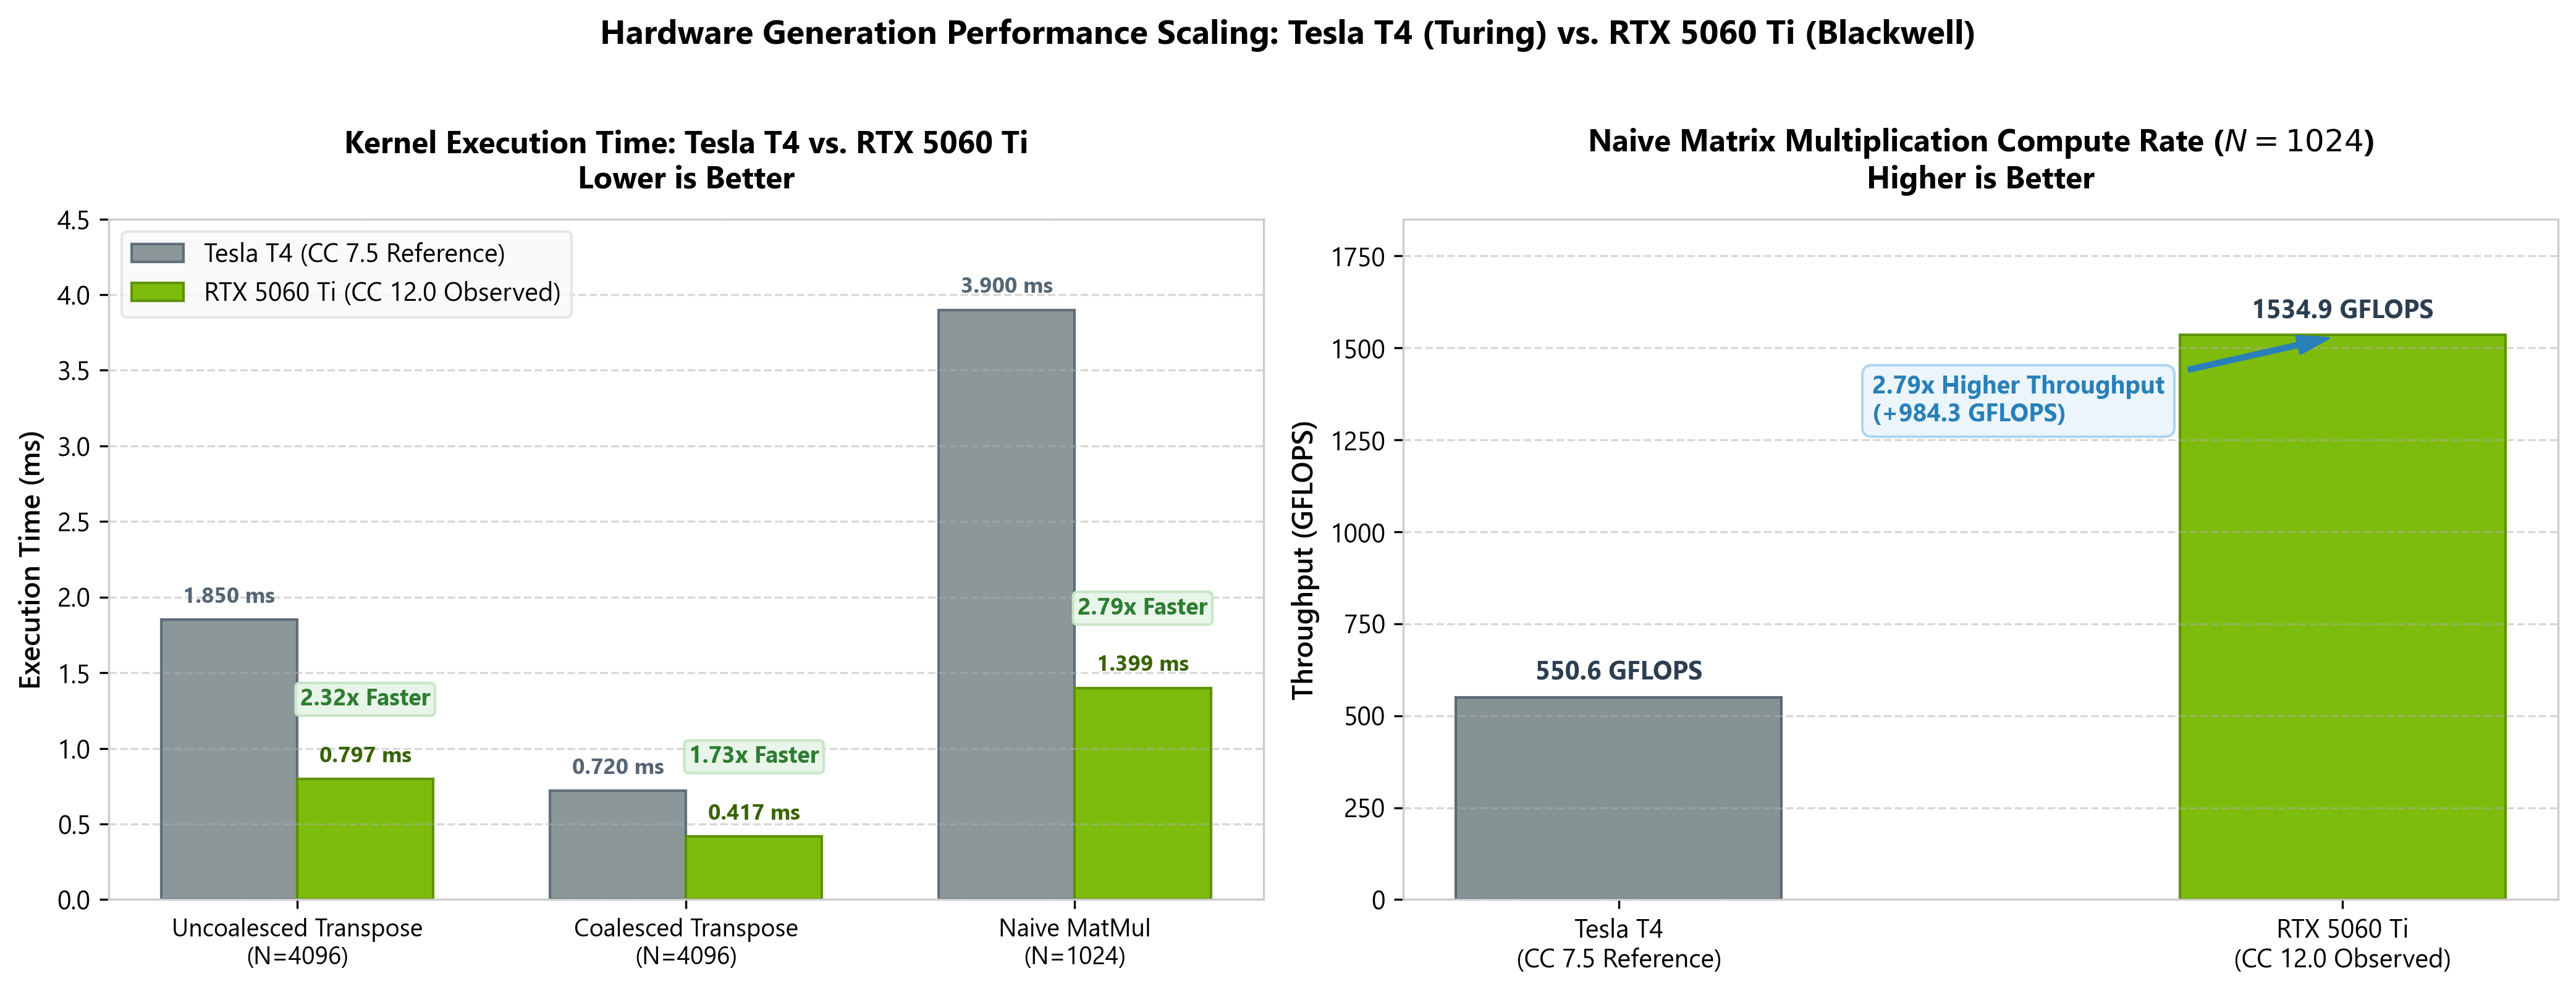 Hardware Generation Performance Scaling: Tesla T4 (Turing) vs. RTX 5060 Ti (Blackwell)
Kernel Execution Time: Tesla T4 vs. RTX 5060 Ti
Lower is Better
Execution Time (ms)
4.5
4.0
3.5
3.0
2.5
2.0
1.5
1.0
0.5
0.0
Tesla T4 (CC 7.5 Reference)
RTX 5060 Ti (CC 12.0 Observed)
1.850 ms
2.32x Faster
0.797 ms
0.720 ms
1.73x Faster
0.417 ms
3.900 ms
2.79x Faster
1.399 ms
Uncoalesced Transpose
(N=4096)
Coalesced Transpose
(N=4096)
Naive MatMul
(N=1024)
Naive Matrix Multiplication Compute Rate (N = 1024)
Higher is Better
Throughput (GFLOPS)
1750
1500
1250
1000
750
500
250
0
550.6 GFLOPS
1534.9 GFLOPS
2.79x Higher Throughput
(+984.3 GFLOPS)
Tesla T4
(CC 7.5 Reference)
RTX 5060 Ti
(CC 12.0 Observed)